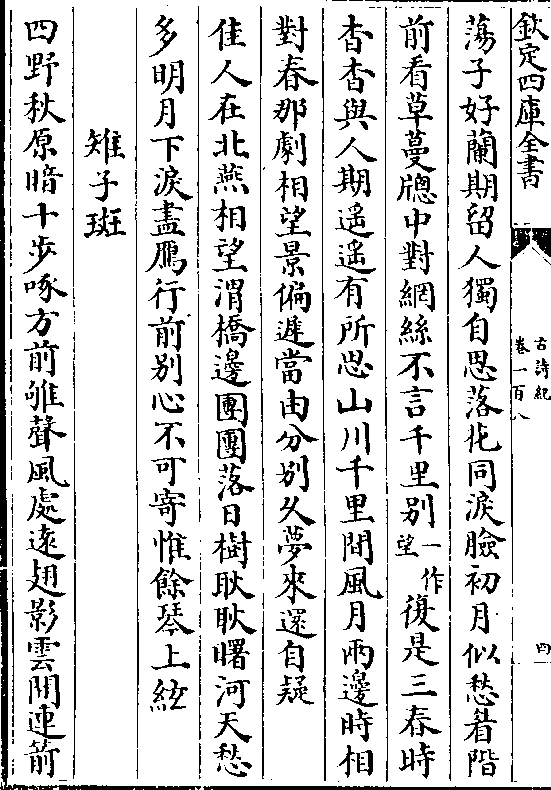 欽定四庫全書
古詩紀
卷一百八
四
蕩子好蘭期留人獨自思落花同淚臉初月似愁眉階
前看草蔓牕中對網絲不言千里别一作望復是三春時
杳杳與人期遥遥有所思山川千里間風月兩邊時相
對春那劇相望景偏遲當由分别久夢來還自疑
佳人在北燕相望渭橋邊團團落日樹耿耿曙河天愁
多明月下淚盡鴈行前别心不可寄惟餘琴上絃
雉子斑
四野秋原暗十步啄方前雊聲風處遠翅影雲開連箭